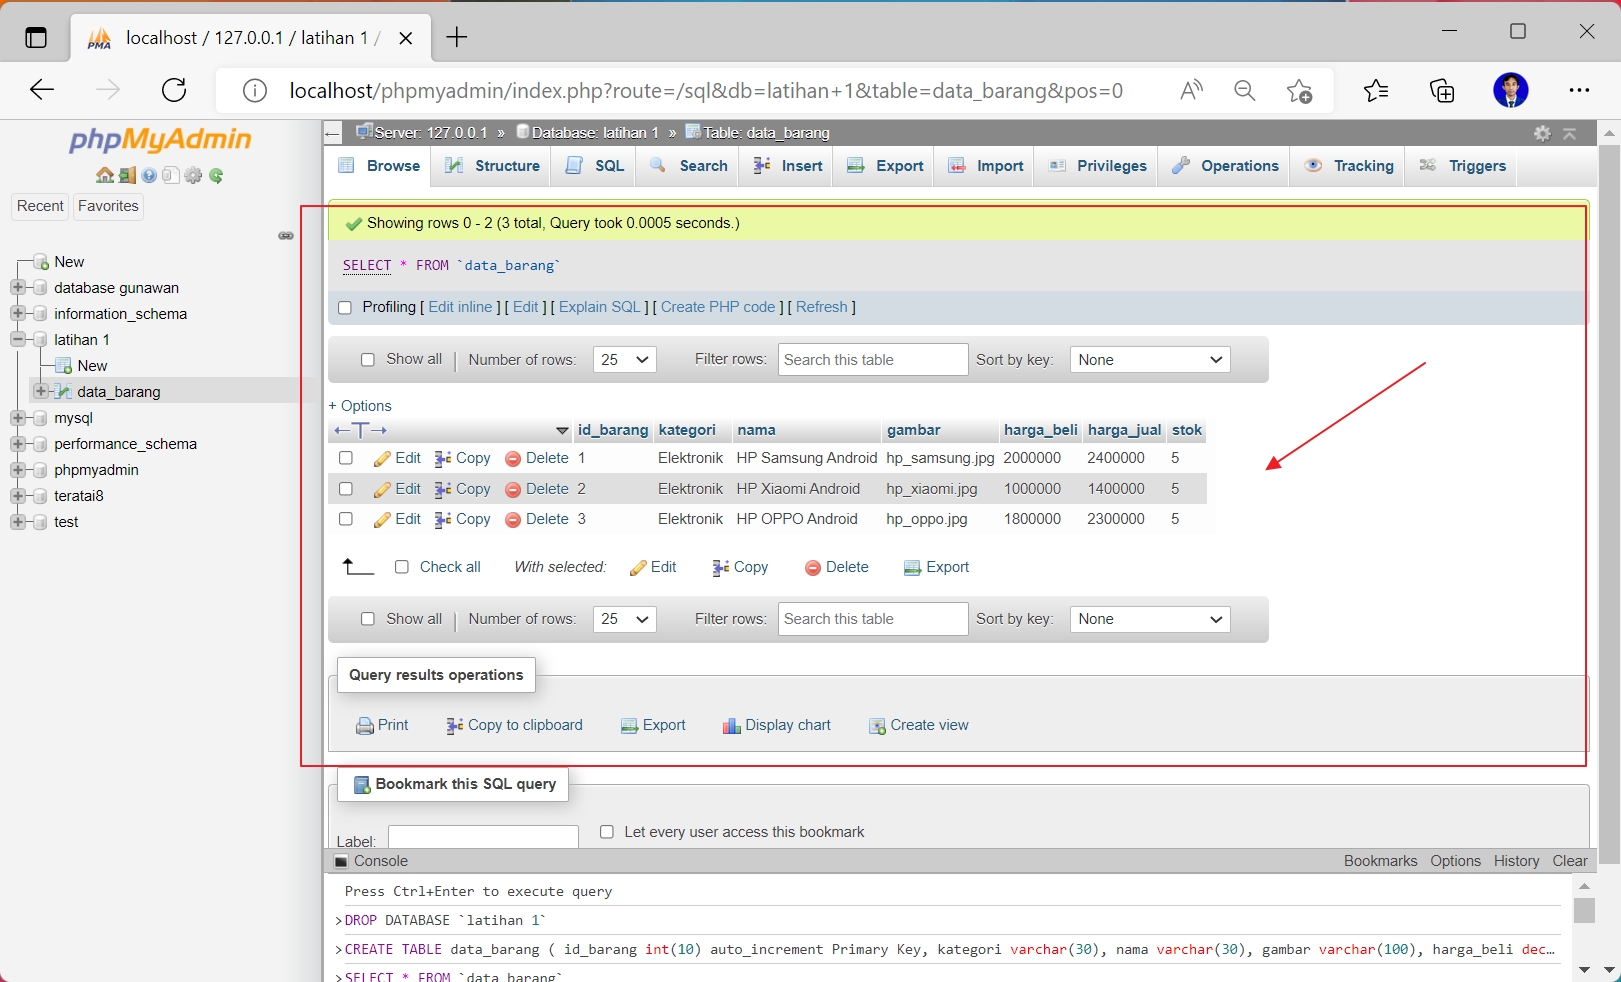 localhost / 127.0.0.1 / latihan 1 /
localhost/phpmyadmin/index.php?route=/sql&db=latihan+1&table=data_barang&pos=0
phpMyAdmin
Recent Favorites
New
database gunawan
information_schema
latihan 1
New
data_barang
mysql
performance_schema
phpmyadmin
teratai8
test
Server: 127.0.0.1 » Database: latihan 1 » Table: data_barang
Browse Structure SQL Search Insert Export Import Privileges Operations Tracking Triggers
Showing rows 0 - 2 (3 total, Query took 0.0005 seconds.)
SELECT * FROM `data_barang`
Profiling [ Edit inline ] [ Edit ] [ Explain SQL ] [ Create PHP code ] [ Refresh ]
Show all | Number of rows: 25 Filter rows: Search this table Sort by key: None
+ Options
id_barang kategori nama gambar harga_beli harga_jual stok
Edit Copy Delete 1 Elektronik HP Samsung Android hp_samsung.jpg 2000000 2400000 5
Edit Copy Delete 2 Elektronik HP Xiaomi Android hp_xiaomi.jpg 1000000 1400000 5
Edit Copy Delete 3 Elektronik HP OPPO Android hp_oppo.jpg 1800000 2300000 5
Check all With selected: Edit Copy Delete Export
Show all | Number of rows: 25 Filter rows: Search this table Sort by key: None
Query results operations
Print Copy to clipboard Export Display chart Create view
Bookmark this SQL query
Label: Let every user access this bookmark
Console Bookmarks Options History Clear
Press Ctrl+Enter to execute query
>DROP DATABASE `latihan 1`
>CREATE TABLE data_barang ( id_barang int(10) auto_increment Primary Key, kategori varchar(30), nama varchar(30), gambar varchar(100), harga_beli dec…
>SELECT * FROM `data_barang`